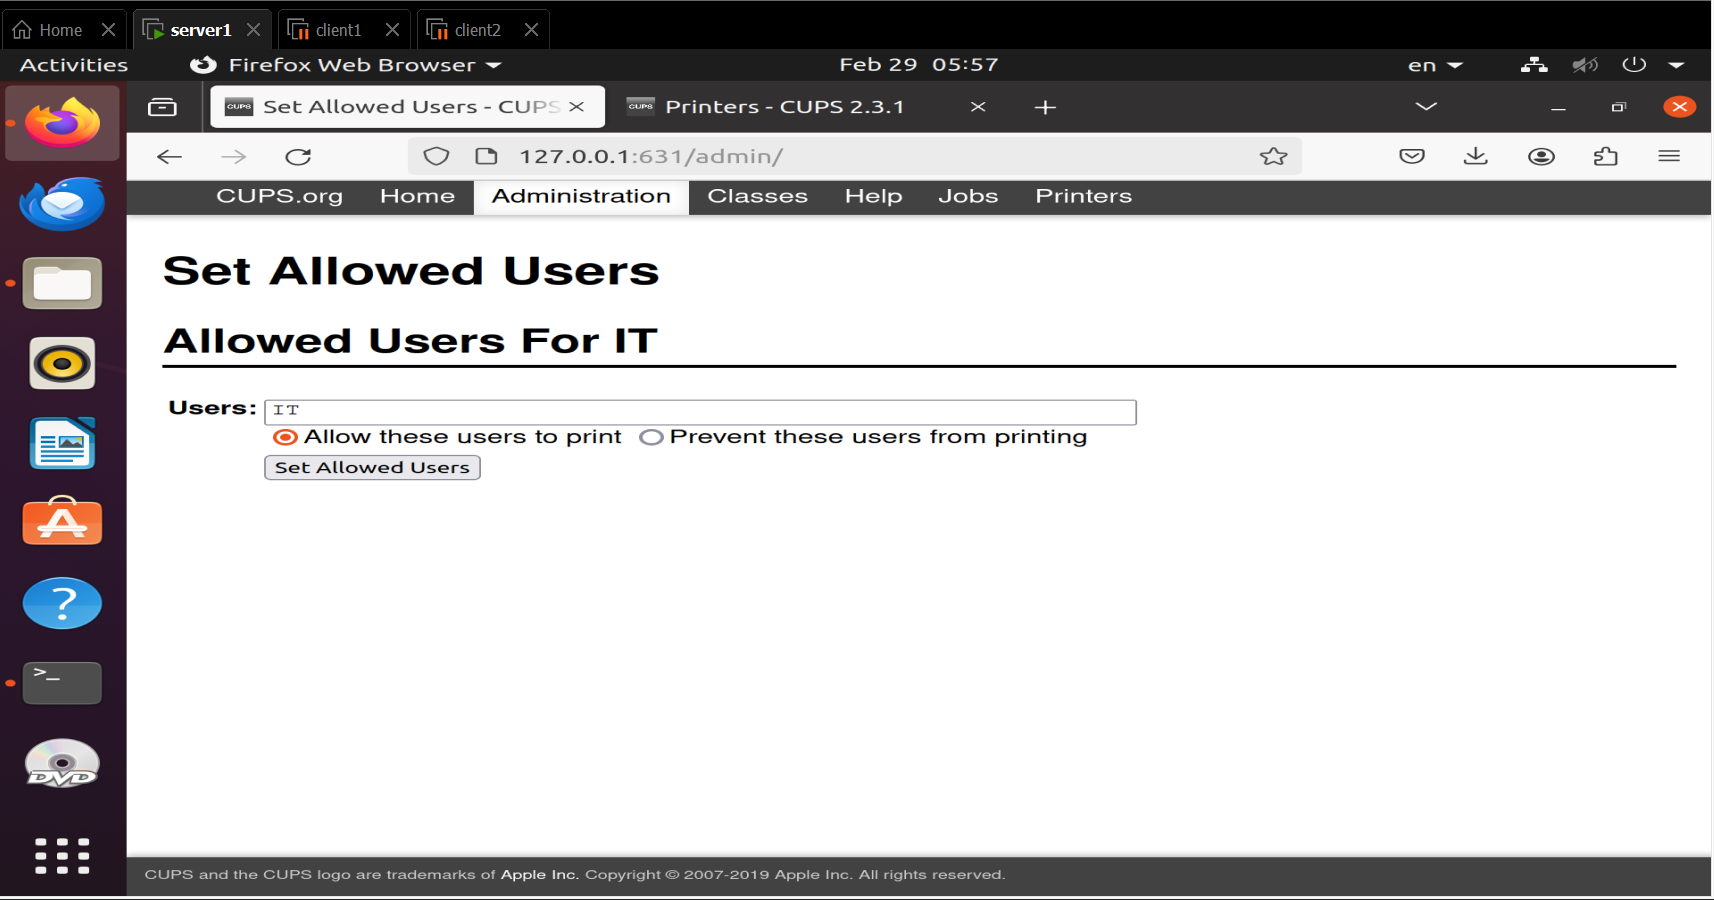 Home server1 client1 client2
Activities Firefox Web Browser Feb 29 05:57 en
CUPS Set Allowed Users - CUPS CUPS Printers - CUPS 2.3.1
127.0.0.1:631/admin/
CUPS.org Home Administration Classes Help Jobs Printers
Set Allowed Users
Allowed Users For IT
Users: IT
Allow these users to print Prevent these users from printing
Set Allowed Users
?
>_
DVD
CUPS and the CUPS logo are trademarks of Apple Inc. Copyright © 2007-2019 Apple Inc. All rights reserved.